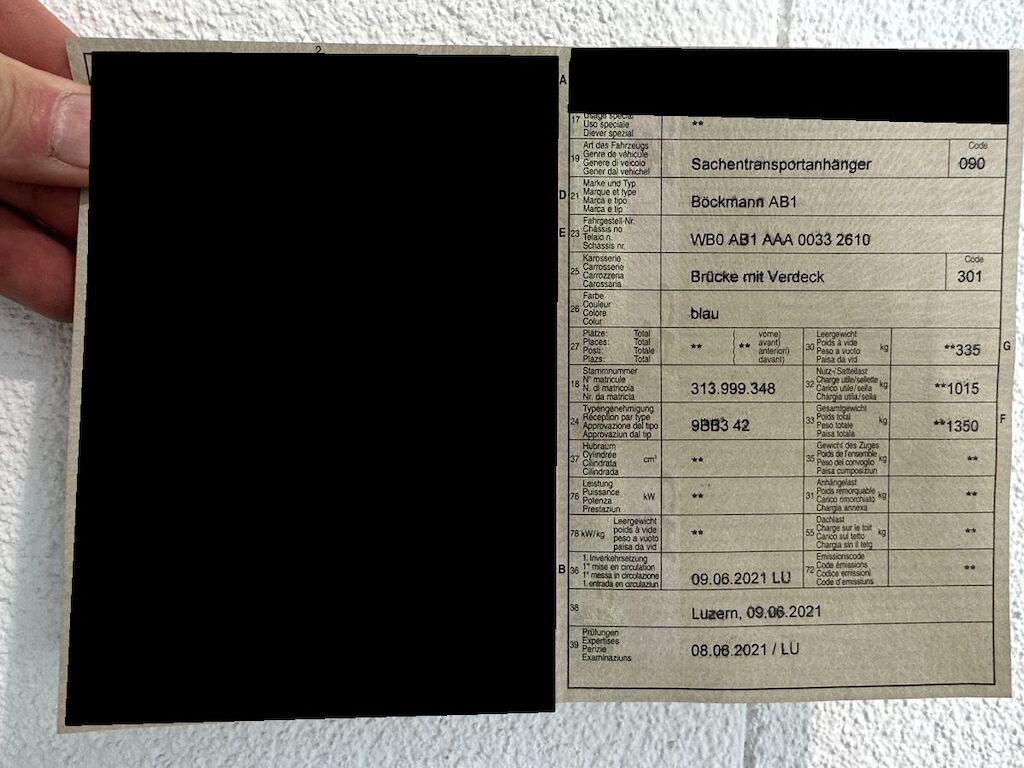 2
A
Usage spécial
17 Uso speciale **
Diever spezial
Art des Fahrzeugs Code
19 Genre de véhicule Sachentransportanhänger 090
Genere di veicolo
Gener dal vehichel
Marke und Typ
D 21 Marque et type Böckmann AB1
Marca e tipo
Marca e tip
Fahrgestell-Nr.
E 23 Châssis no WB0 AB1 AAA 0033 2610
Telaio n.
Schassis nr.
Karosserie Code
25 Carrosserie Brücke mit Verdeck 301
Carrozzeria
Carossaria
Farbe
26 Couleur blau
Colore
Colur
Plätze: Total ( vorne) Leergewicht
27 Places: Total ** ** avant) 30 Poids à vide kg **335 G
Posti: Totale anteriori) Peso a vuoto
Plazs: Total davant) Paisa da vid
Stammnummer Nutz-/Sattellast
18 N° matricule 313.999.348 32 Charge utile/sellette kg **1015
N. di matricola Carico utile/sella
Nr. da matricla Chargia utila/sella
Typengenehmigung Gesamtgewicht
24 Réception par type 9BB3 42 33 Poids total kg **1350 F
Approvazione del tipo Peso totale
Approvaziun dal tip Paisa totala
Hubraum Gewicht des Zuges
37 Cylindrée cm³ ** 35 Poids de l'ensemble kg **
Cilindrata Peso del convoglio
Cilindrada Paisa cumposiziun
Leistung Anhängelast
76 Puissance kW ** 31 Poids remorquable kg **
Potenza Carico rimorchiato
Prestaziun Chargia annexa
Leergewicht Dachlast
78 kW/kg poids à vide ** 55 Charge sur le toit kg **
peso a vuoto Carico sul tetto
paisa da vid Chargia sin il tetg
1. Inverkehrsetzung Emissionscode
B 36 1re mise en circulation 09.06.2021 LU 72 Code émissions **
1a messa in circolazione Codice emissioni
1. entrada en circulaziun Code d'emissiuns
38 Luzern, 09.06.2021
Prüfungen
39 Expertises 08.06.2021 / LU
Perizie
Examinaziuns